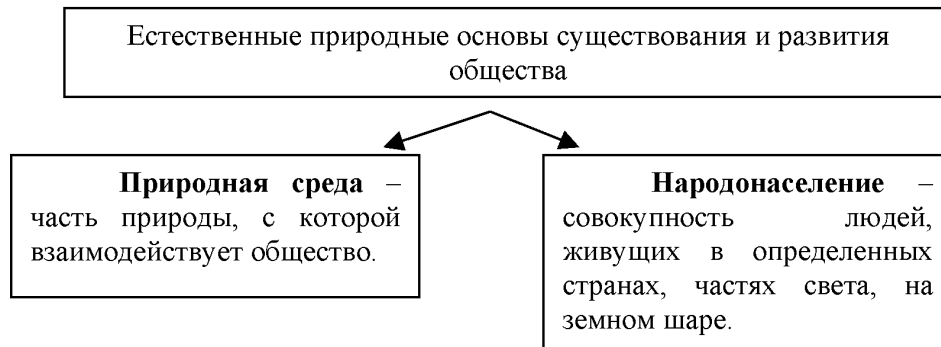 Естественные природные основы существования и развития
общества
Природная среда –
часть природы, с которой
взаимодействует общество.
Народонаселение –
совокупность людей,
живущих в определенных
странах, частях света, на
земном шаре.